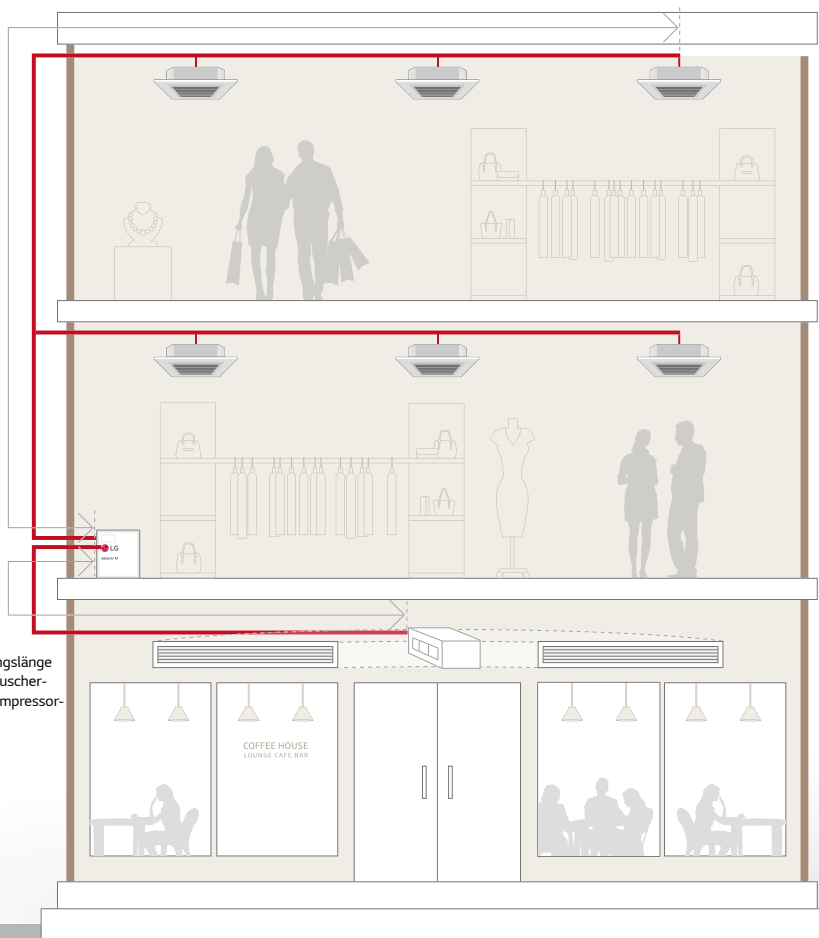 LG
ngslänge
uscher-
mpressor-
COFFEE HOUSE
LOUNGE CAFE BAR